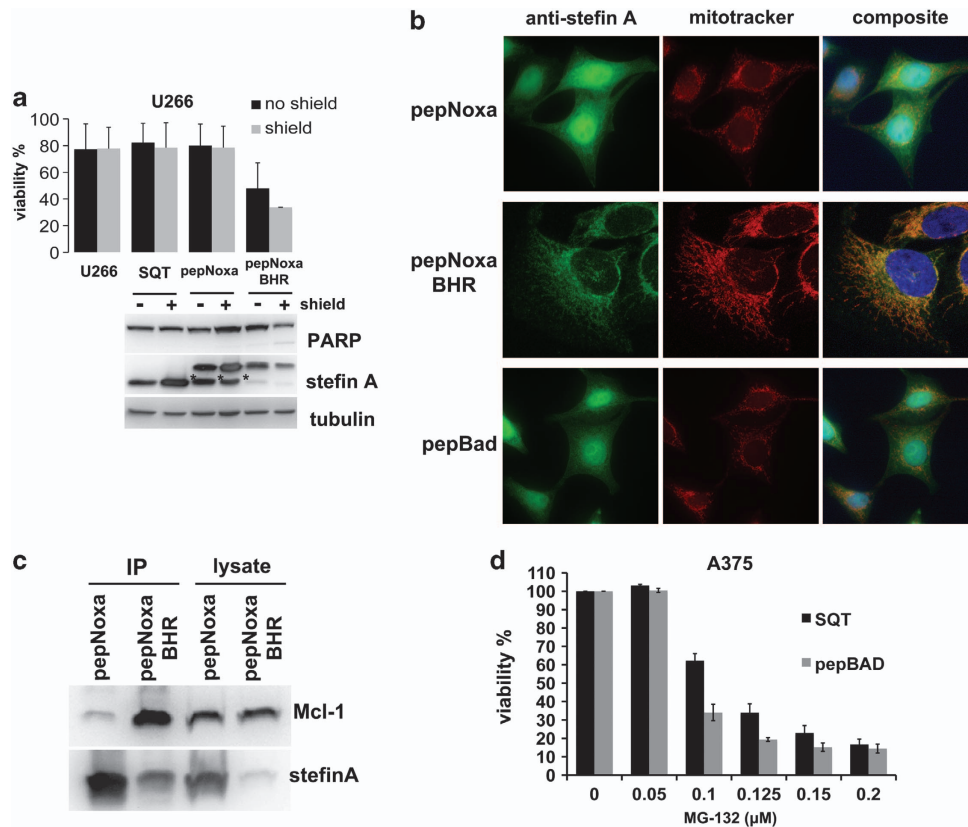 a
U266
no shield
shield
viability %
100
80
60
40
20
0
U266 SQT pepNoxa pepNoxa BHR
- + - + - + shield
PARP
* * *
stefin A
tubulin
b
anti-stefin A mitotracker composite
pepNoxa
pepNoxa
BHR
pepBad
c
IP lysate
pepNoxa
pepNoxa
BHR
pepNoxa
pepNoxa
BHR
Mcl-1
stefinA
d
A375
SQT
pepBAD
viability %
110
100
90
80
70
60
50
40
30
20
10
0
0 0.05 0.1 0.125 0.15 0.2
MG-132 (µM)